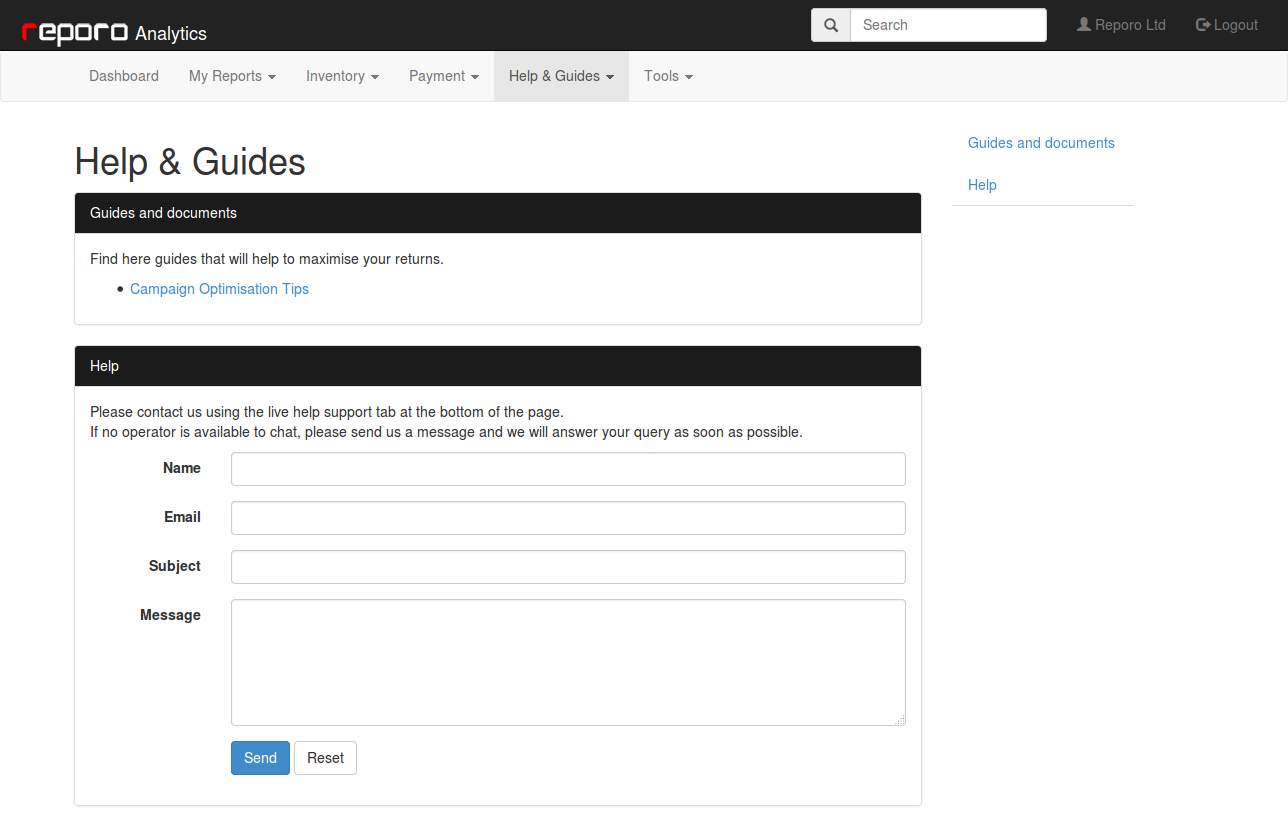 reporo Analytics
Search
Reporo Ltd
Logout
Dashboard
My Reports
Inventory
Payment
Help & Guides
Tools
Help & Guides
Guides and documents
Find here guides that will help to maximise your returns.
Campaign Optimisation Tips
Help
Please contact us using the live help support tab at the bottom of the page.
If no operator is available to chat, please send us a message and we will answer your query as soon as possible.
Name
Email
Subject
Message
Send
Reset
Guides and documents
Help